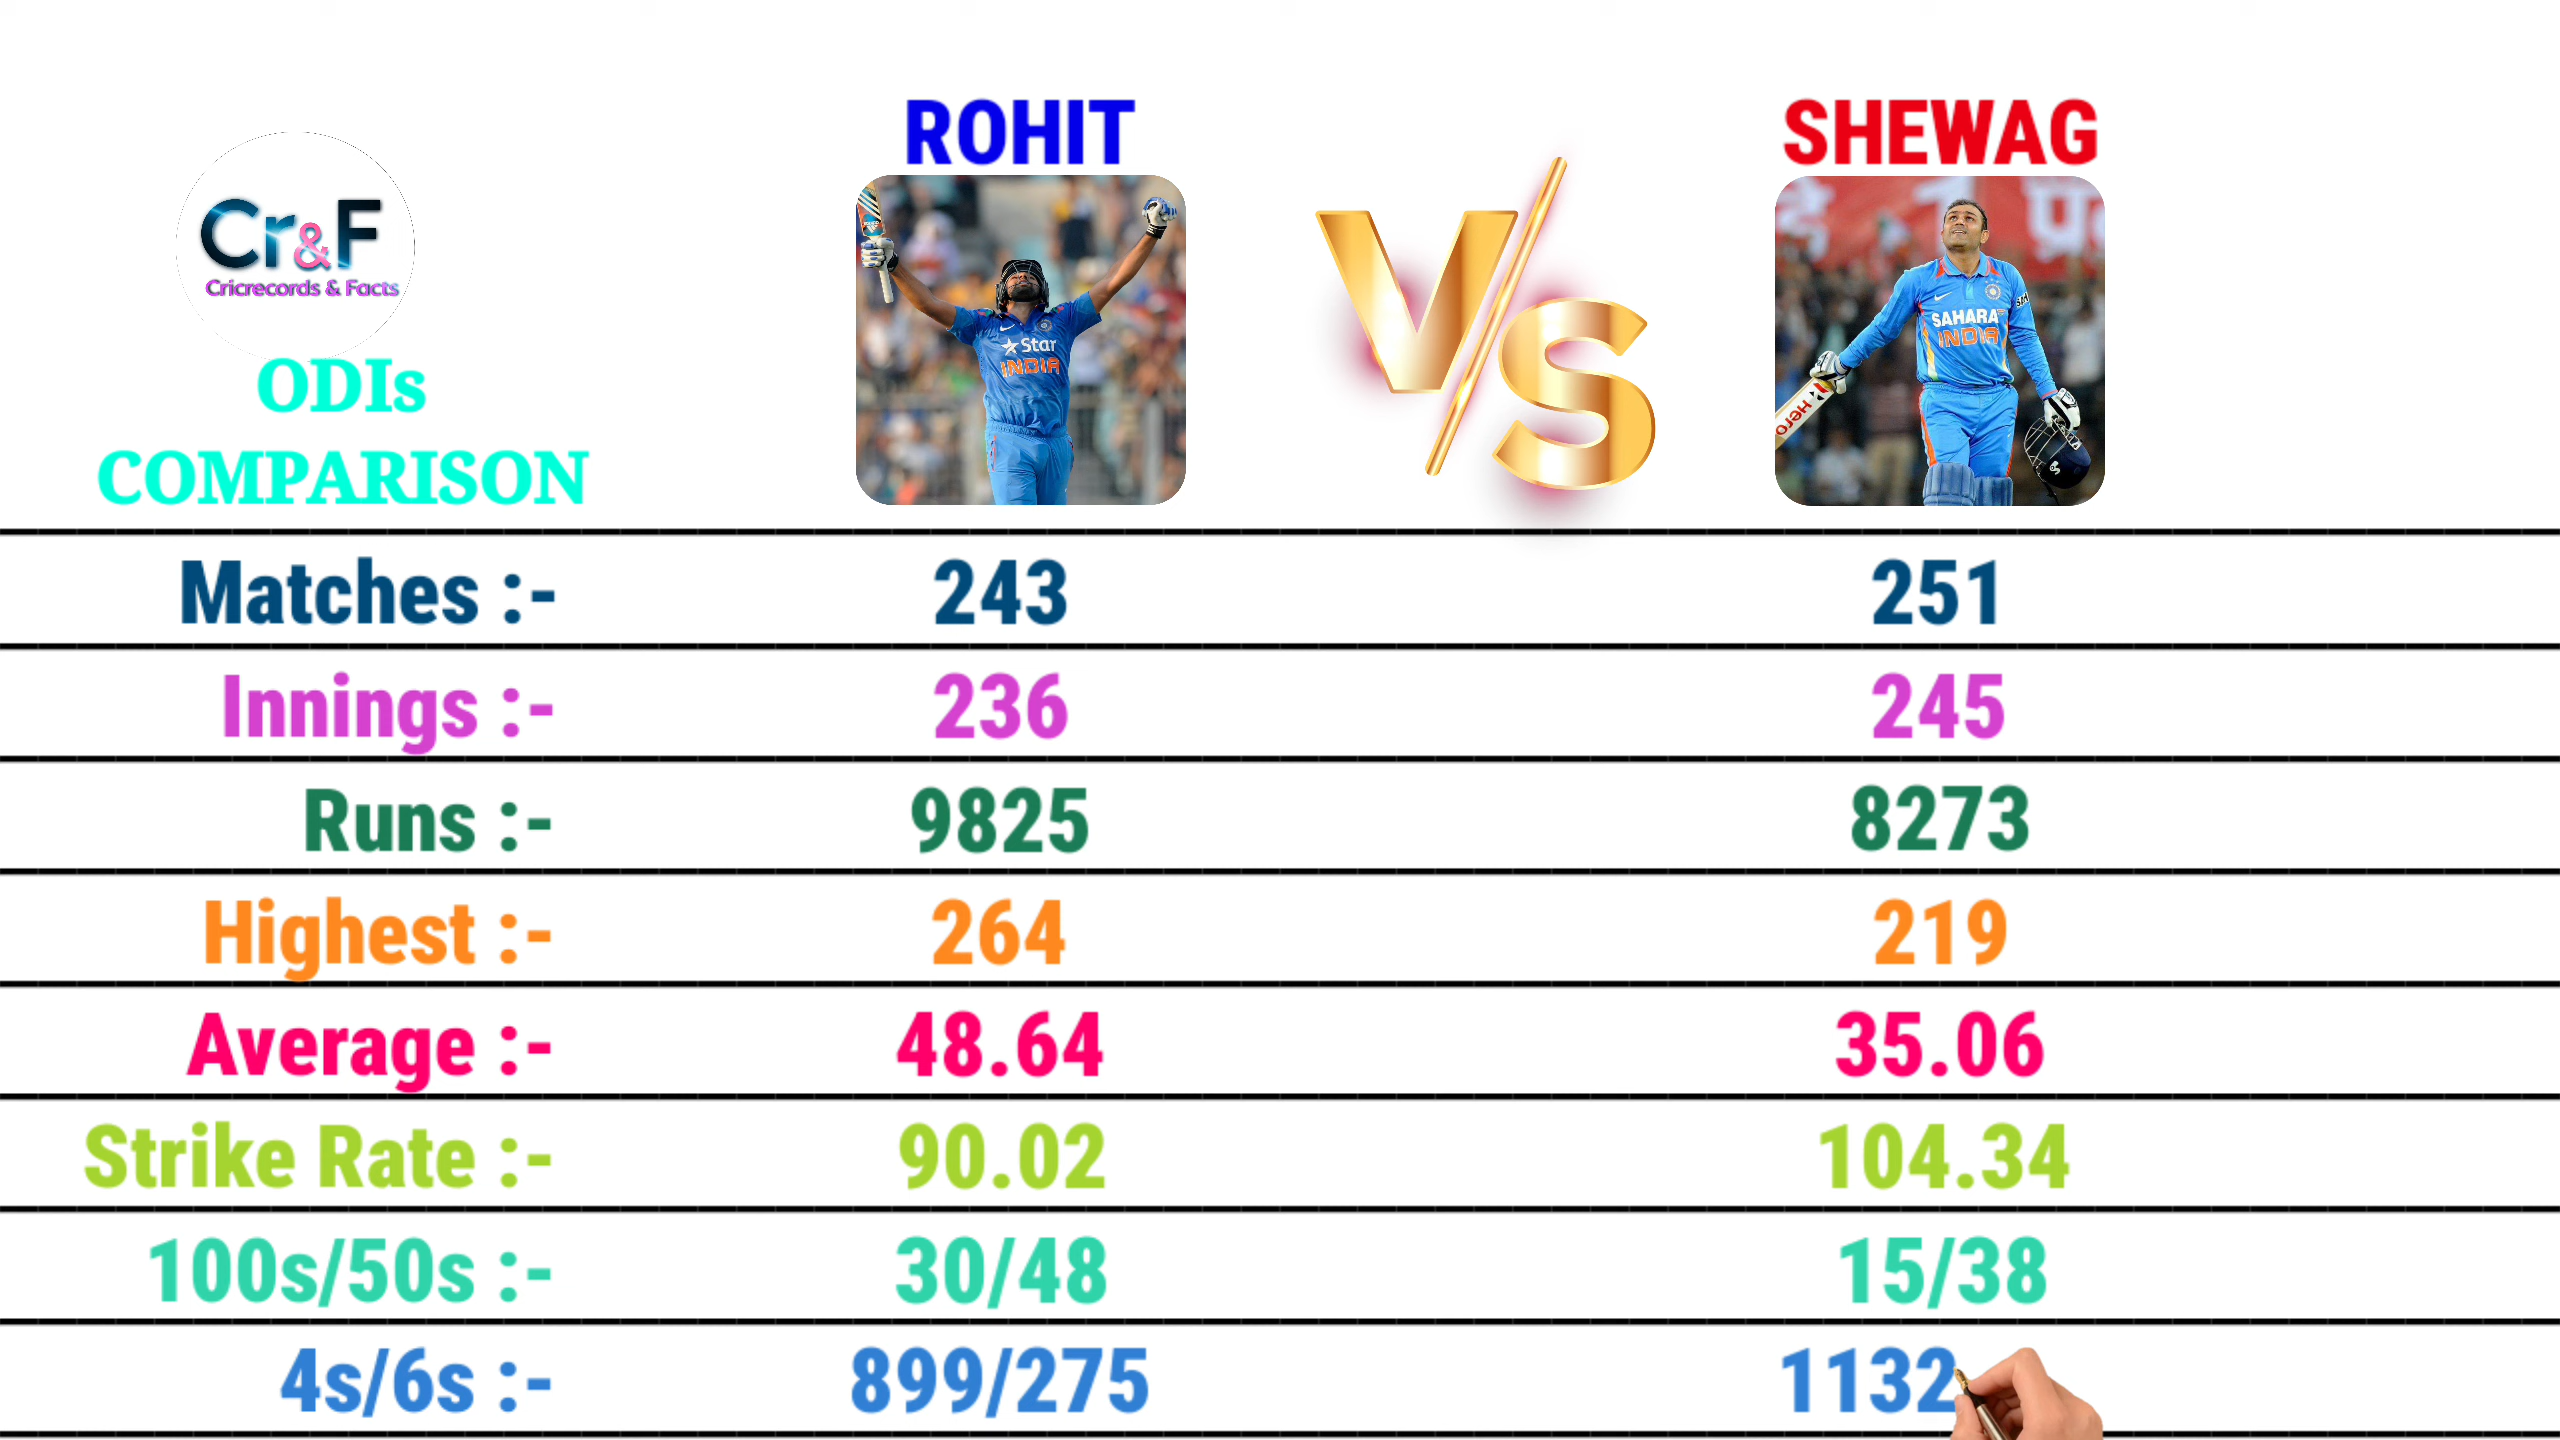 ROHIT
SHEWAG
Cr&F
Cricrecords & Facts
ODIs
COMPARISON
Star
INDIA
SAHARA
INDIA
Hero
Matches :- 243 251
Innings :- 236 245
Runs :- 9825 8273
Highest :- 264 219
Average :- 48.64 35.06
Strike Rate :- 90.02 104.34
100s/50s :- 30/48 15/38
4s/6s :- 899/275 1132
VS